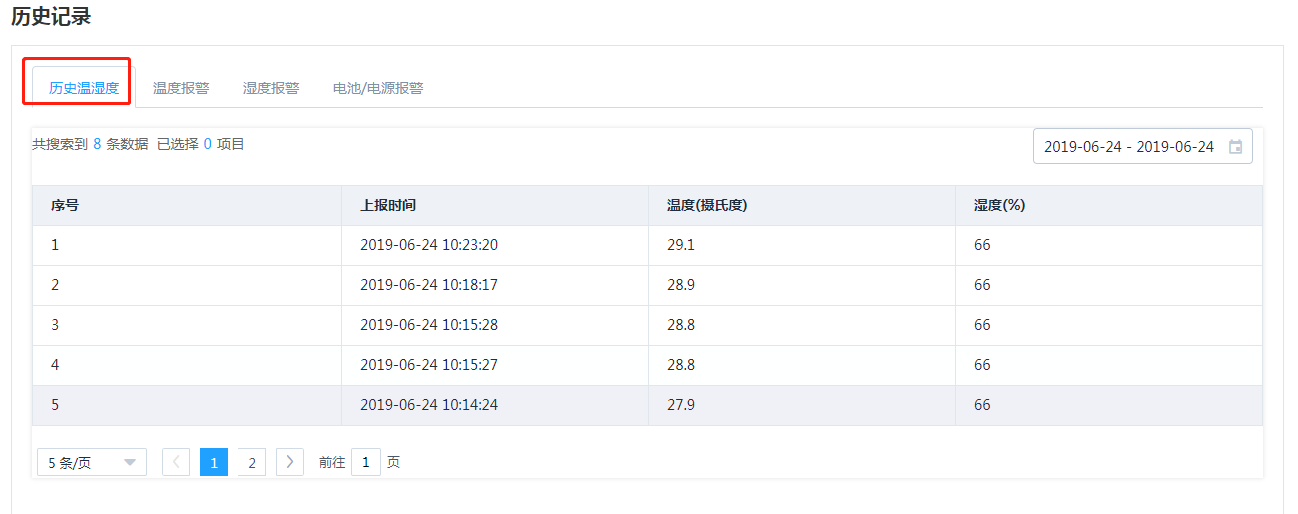 历史记录
历史温湿度 温度报警 湿度报警 电池/电源报警
共搜索到 8 条数据 已选择 0 项目 2019-06-24 - 2019-06-24
序号 上报时间 温度(摄氏度) 湿度(%)
1 2019-06-24 10:23:20 29.1 66
2 2019-06-24 10:18:17 28.9 66
3 2019-06-24 10:15:28 28.8 66
4 2019-06-24 10:15:27 28.8 66
5 2019-06-24 10:14:24 27.9 66
5 条/页 1 2 前往 1 页